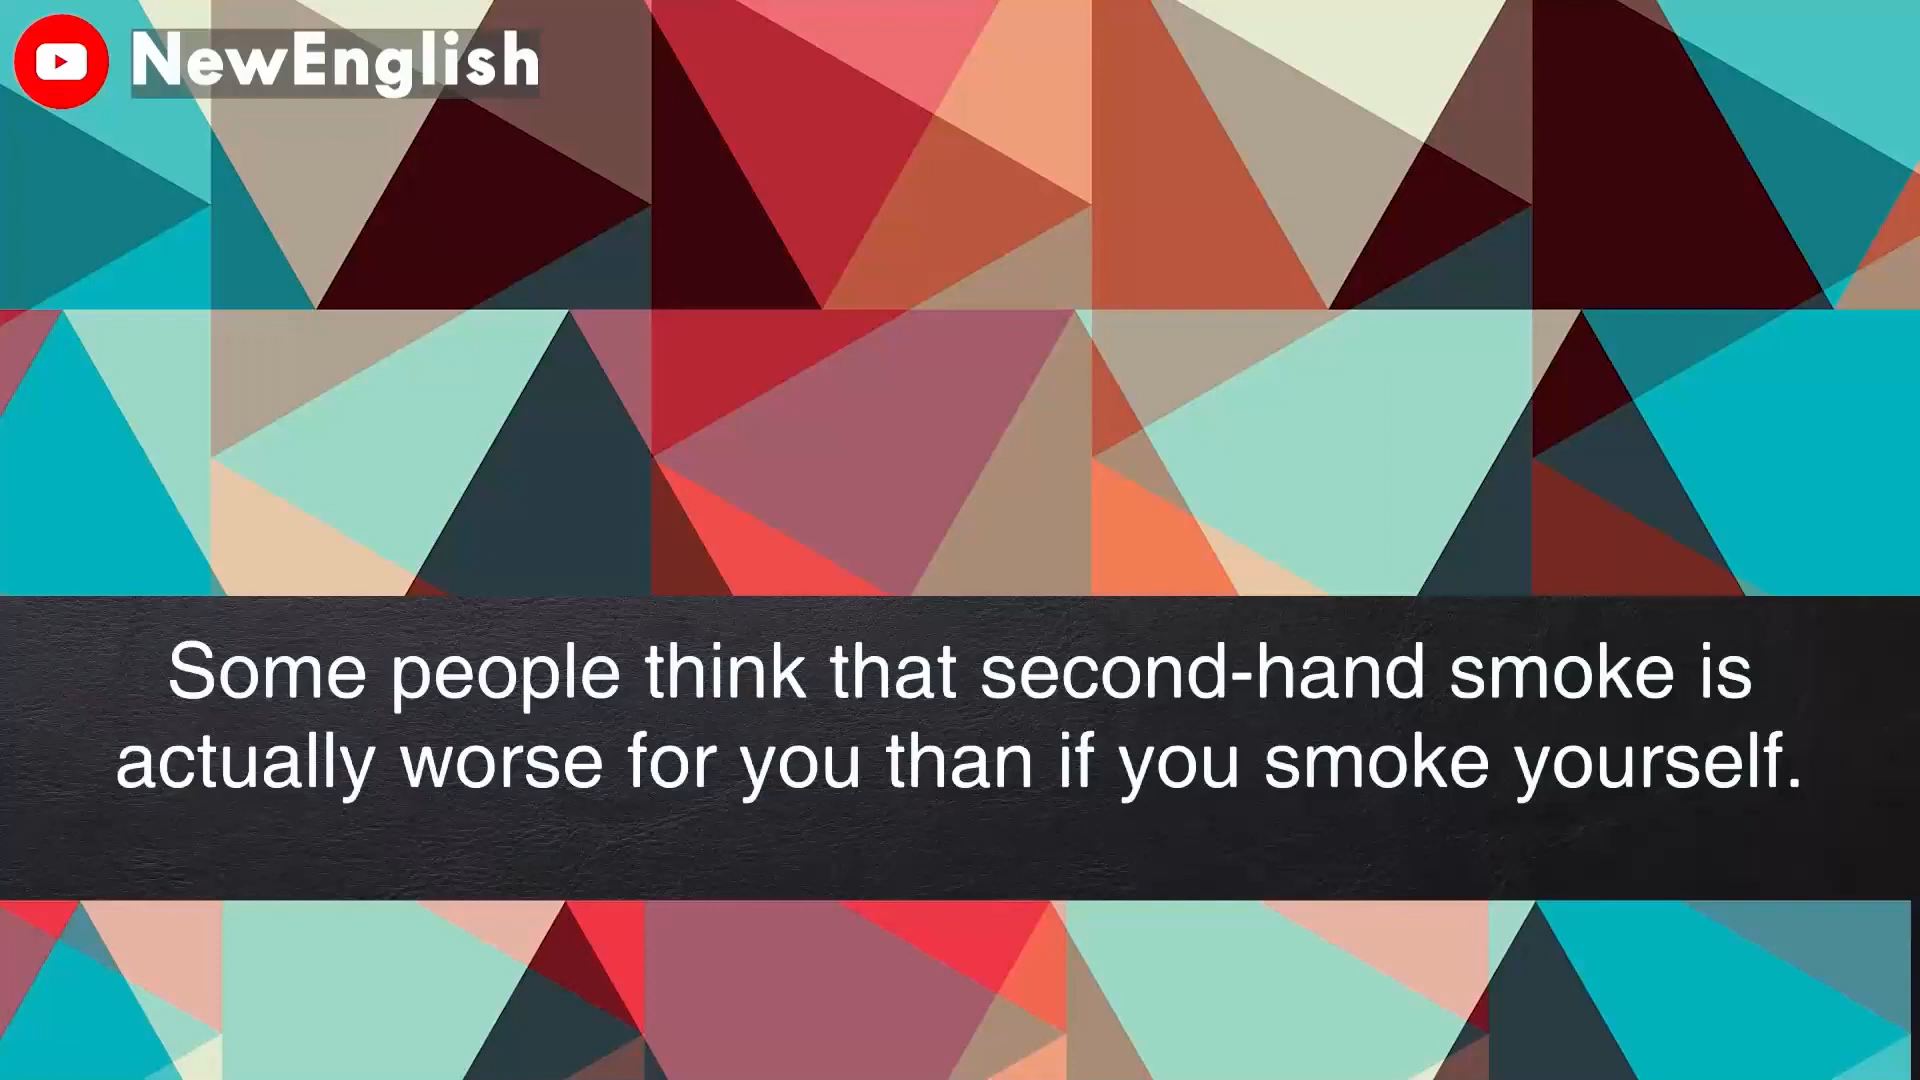 NewEnglish
Some people think that second-hand smoke is
actually worse for you than if you smoke yourself.